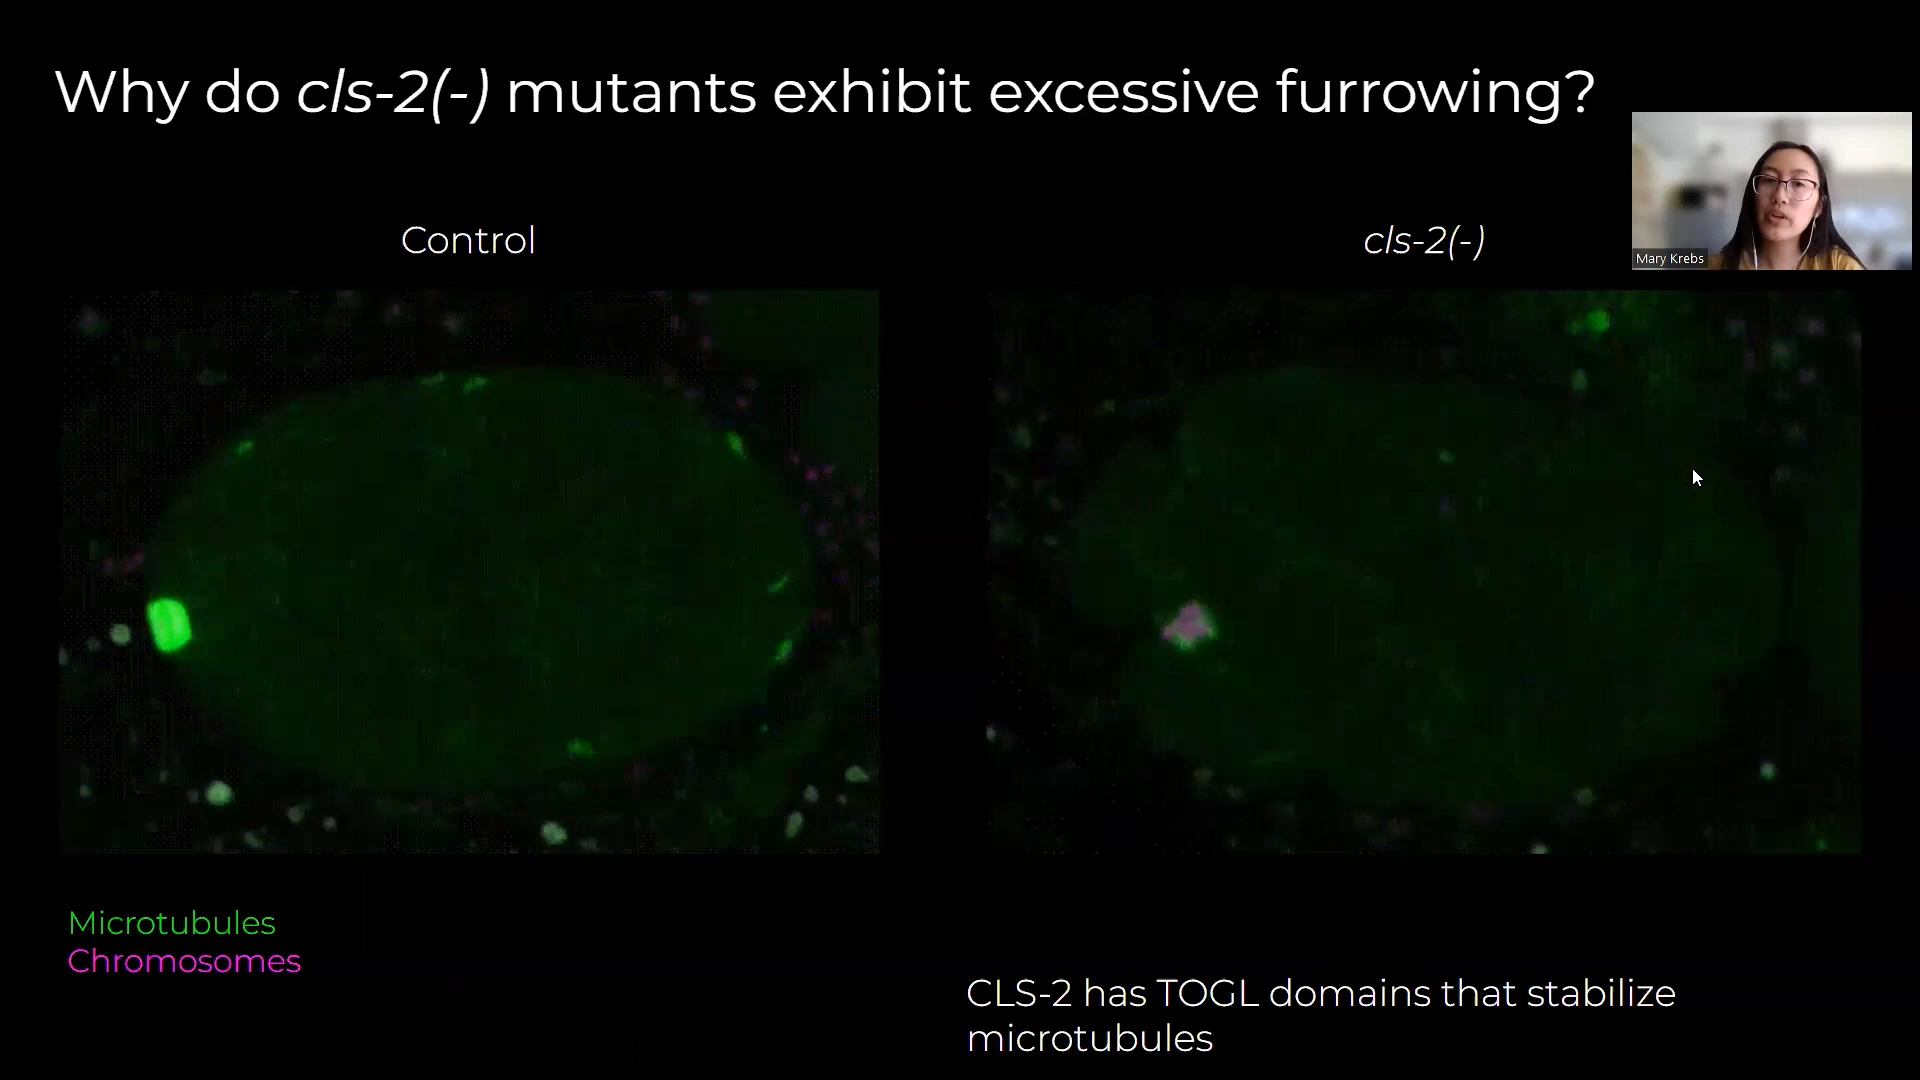 Why do cls-2(-) mutants exhibit excessive furrowing?
Control
cls-2(-)
Mary Krebs
Microtubules
Chromosomes
CLS-2 has TOGL domains that stabilize
microtubules